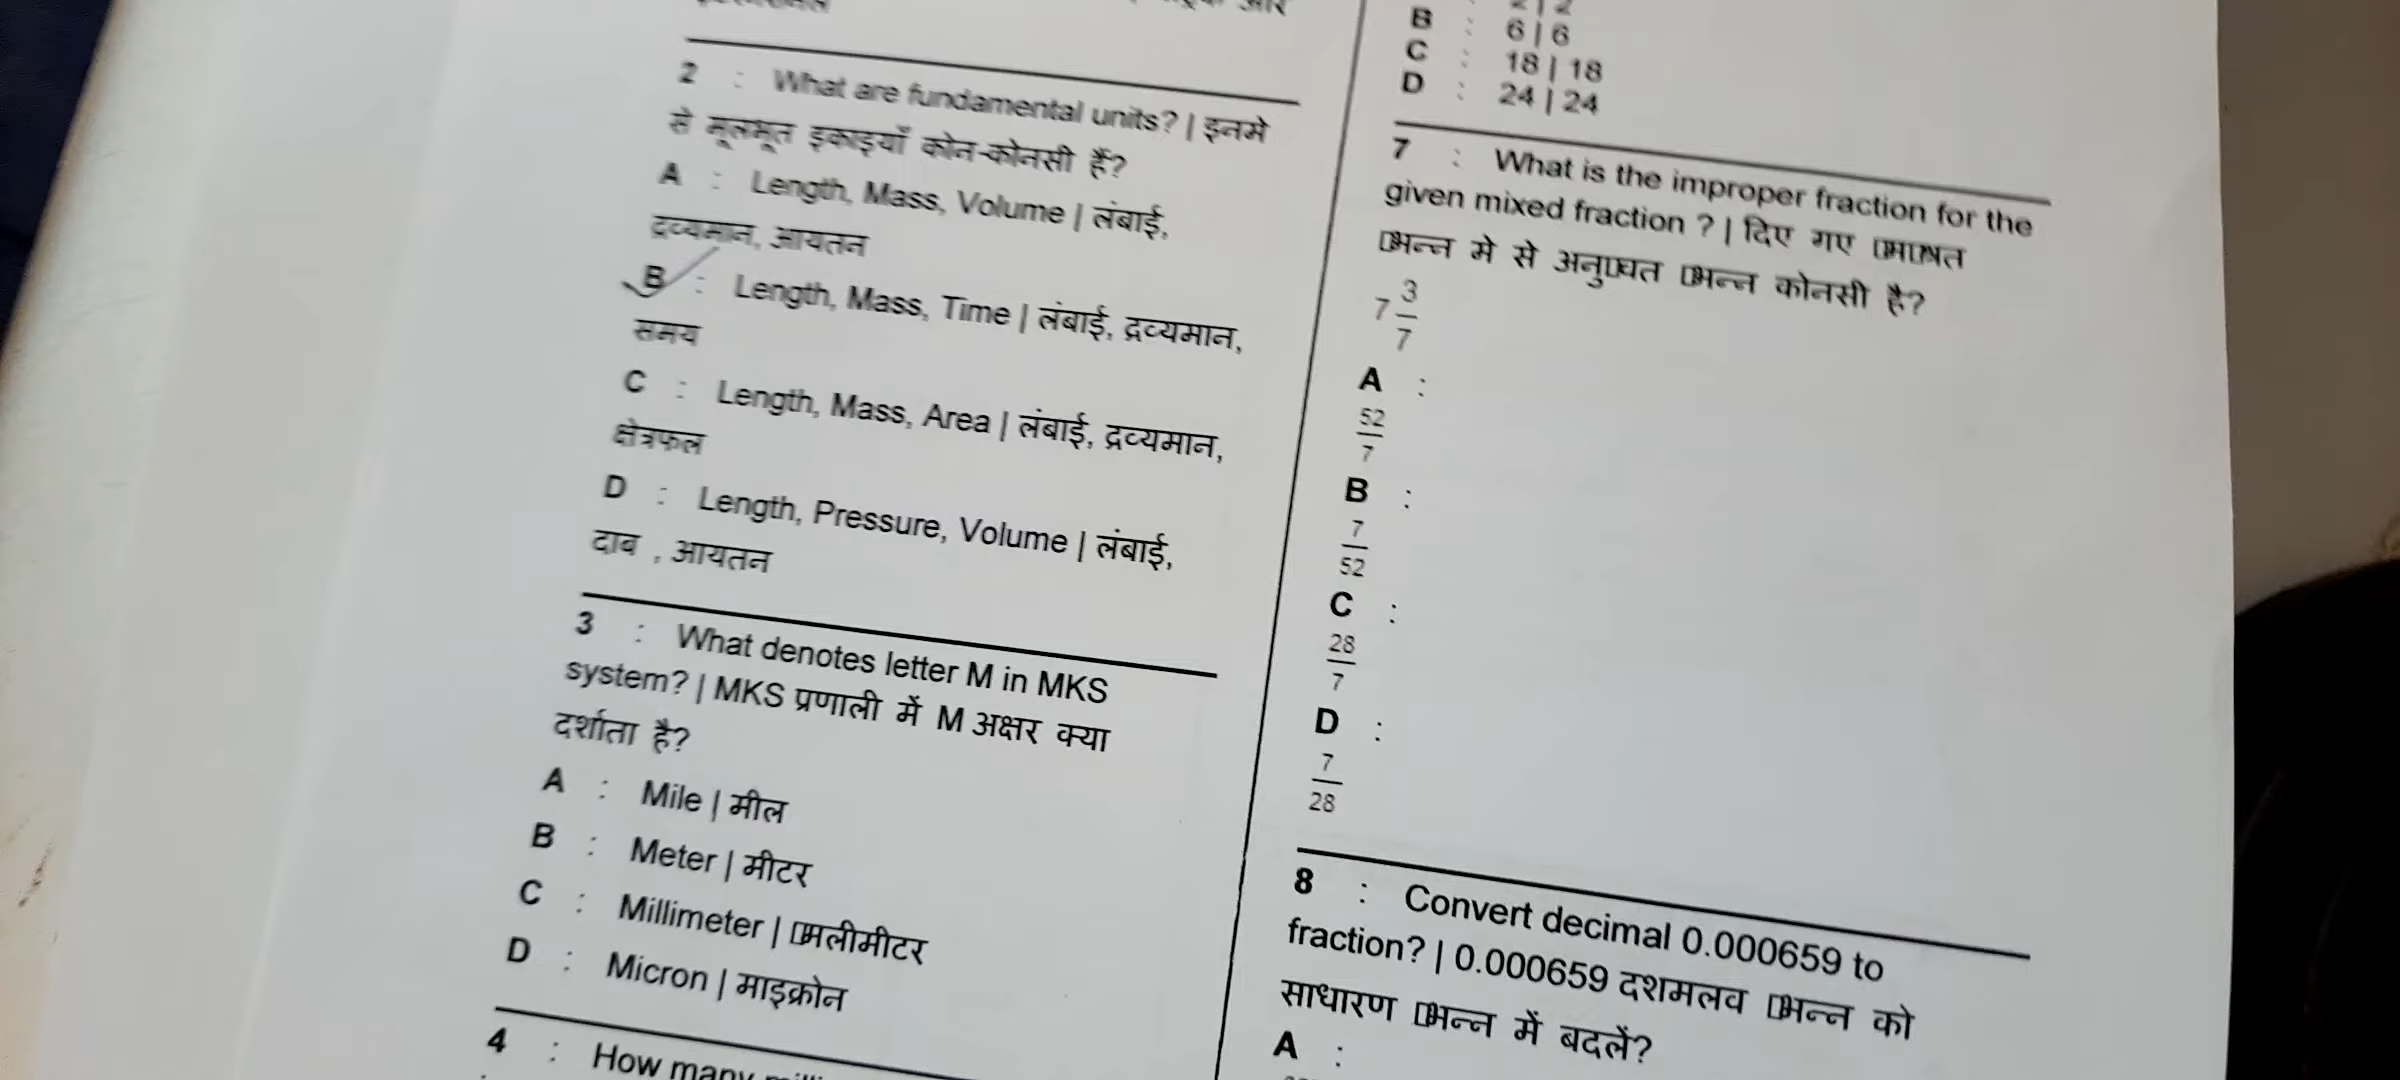 2 : What are fundamental units? | इनमे
से मूलभूत इकाइयाँ कोन-कोनसी हैं?
A : Length, Mass, Volume | लंबाई,
द्रव्यमान, आयतन
B : Length, Mass, Time | लंबाई, द्रव्यमान,
समय
C : Length, Mass, Area | लंबाई, द्रव्यमान,
क्षेत्रफल
D : Length, Pressure, Volume | लंबाई,
दाब , आयतन
3 : What denotes letter M in MKS
system? | MKS प्रणाली में M अक्षर क्या
दर्शाता है?
A : Mile | मील
B : Meter | मीटर
C : Millimeter |
D : Micron | माइक्रोन
4 : How many
B : 6 | 6
C : 18 | 18
D : 24 | 24
7 : What is the improper fraction for the
given mixed fraction ? | दिए गए
मे से कोनसी है?
7 3/7
A :
52/7
B :
7/52
C :
28/7
D :
7/28
8 : Convert decimal 0.000659 to
fraction? | 0.000659 दशमलव को
साधारण में बदलें?
A :